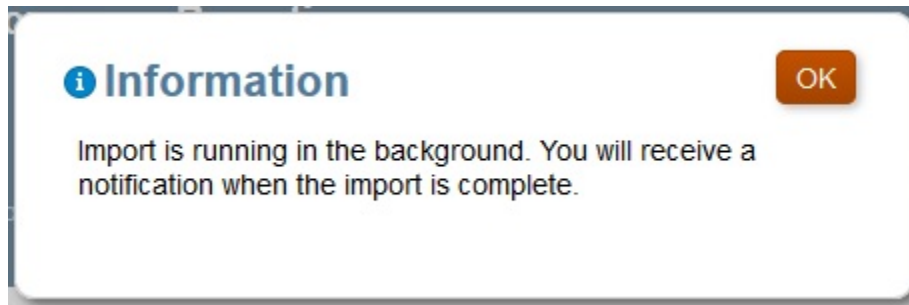 Information
OK
Import is running in the background. You will receive a
notification when the import is complete.